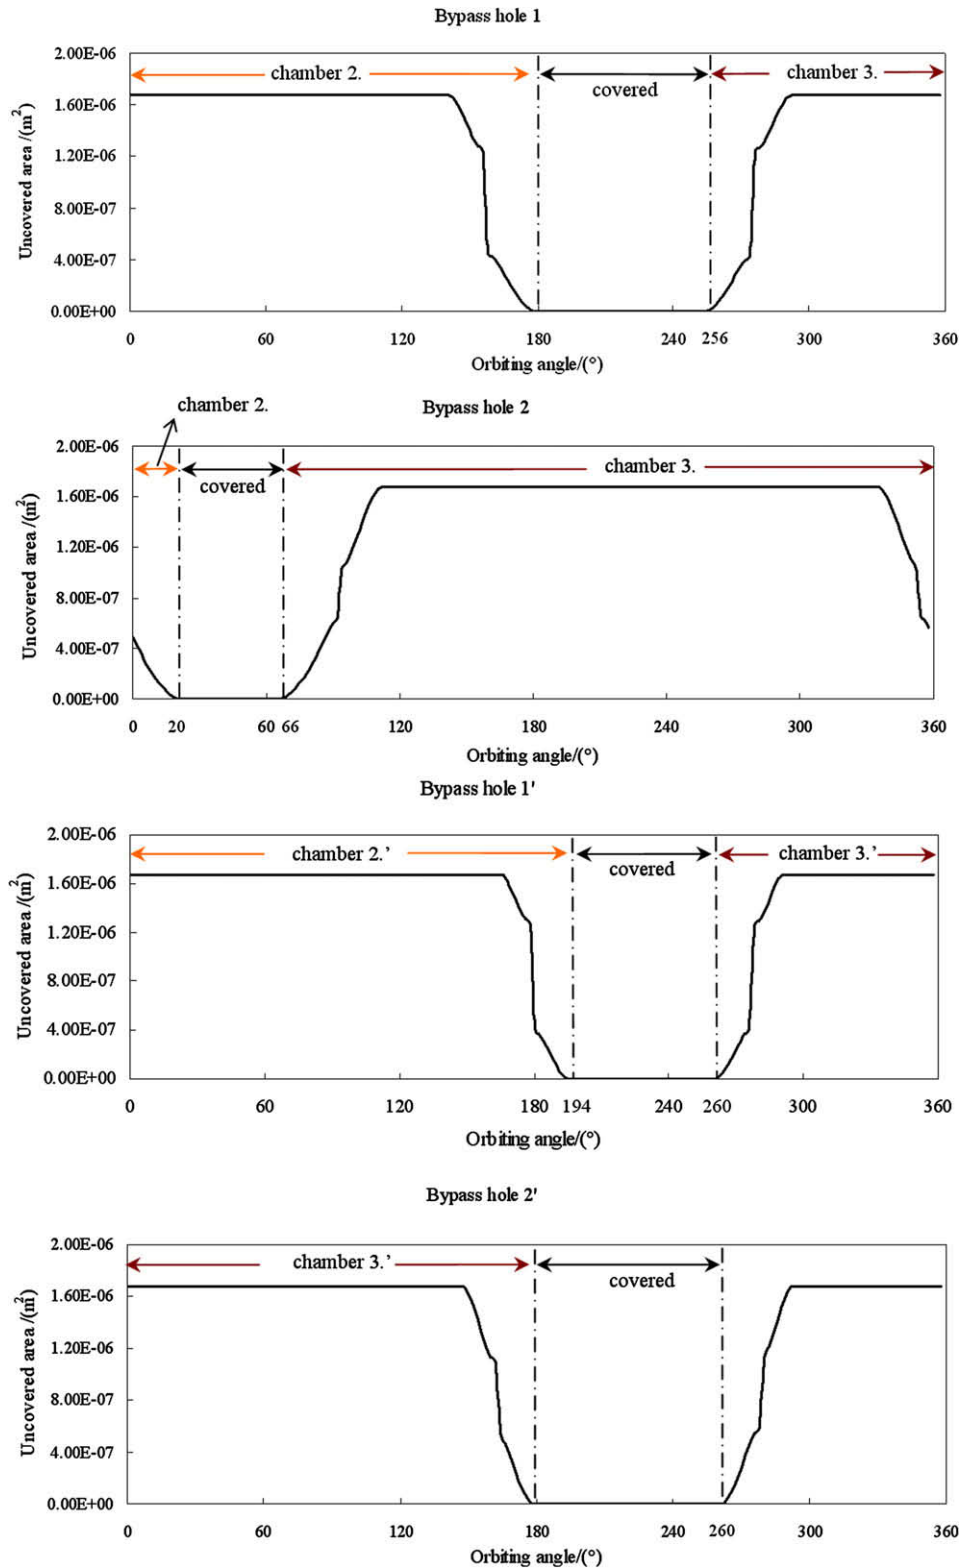 Bypass hole 1
2.00E-06
chamber 2.
chamber 3.
covered
1.60E-06
1.20E-06
8.00E-07
4.00E-07
0.00E+00
Uncovered area /(m²)
0 60 120 180 240 256 300 360
Orbiting angle/(°)
chamber 2.
Bypass hole 2
2.00E-06
chamber 3.
covered
1.60E-06
1.20E-06
8.00E-07
4.00E-07
0.00E+00
Uncovered area /(m²)
0 20 60 66 120 180 240 300 360
Orbiting angle/(°)
Bypass hole 1'
2.00E-06
chamber 2.’
chamber 3.’
covered
1.60E-06
1.20E-06
8.00E-07
4.00E-07
0.00E+00
Uncovered area /(m²)
0 60 120 180 194 240 260 300 360
Orbiting angle/(°)
Bypass hole 2'
2.00E-06
chamber 3.’
covered
1.60E-06
1.20E-06
8.00E-07
4.00E-07
0.00E+00
Uncovered area /(m²)
0 60 120 180 240 260 300 360
Orbiting angle/(°)